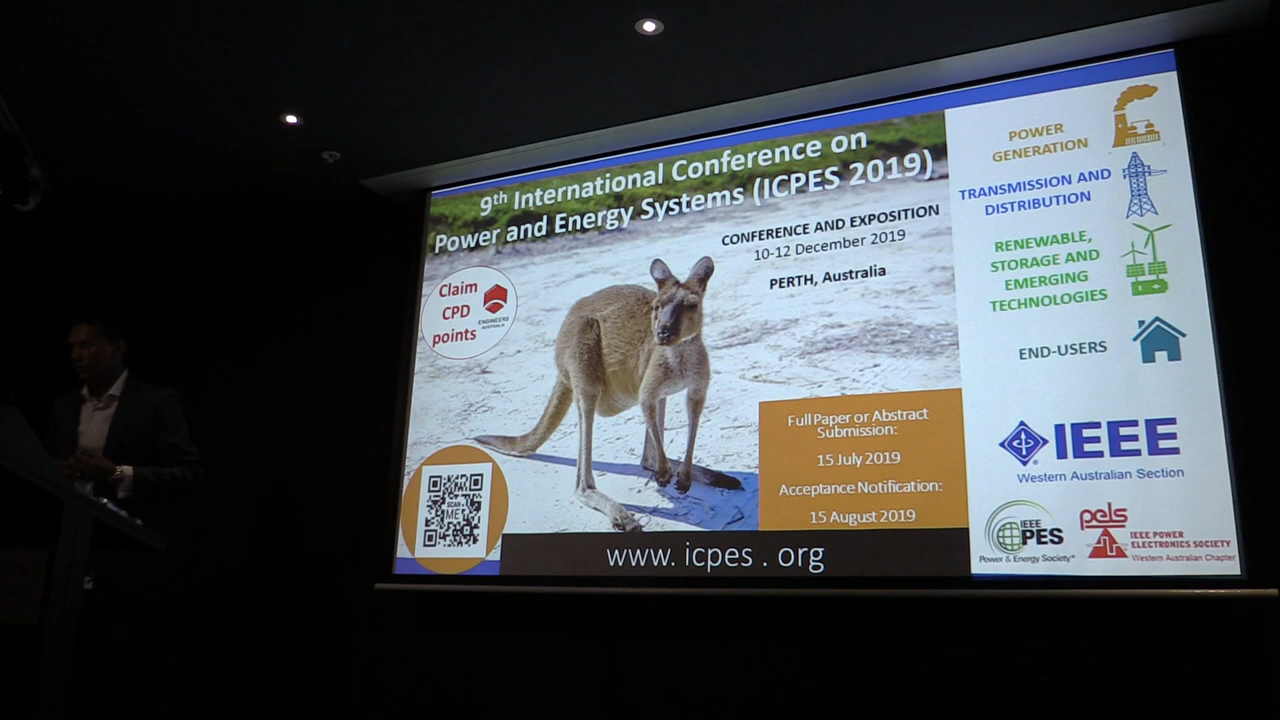 9th International Conference on
Power and Energy Systems (ICPES 2019)
CONFERENCE AND EXPOSITION
10-12 December 2019
PERTH, Australia
Claim
CPD
points
ENGINEERS
AUSTRALIA
Full Paper or Abstract
Submission:
15 July 2019
Acceptance Notification:
15 August 2019
SCAN
ME
www. icpes . org
POWER
GENERATION
TRANSMISSION AND
DISTRIBUTION
RENEWABLE,
STORAGE AND
EMERGING
TECHNOLOGIES
END-USERS
IEEE
Western Australian Section
IEEE
PES
Power & Energy Society®
pels
IEEE POWER
ELECTRONICS SOCIETY
Western Australian Chapter